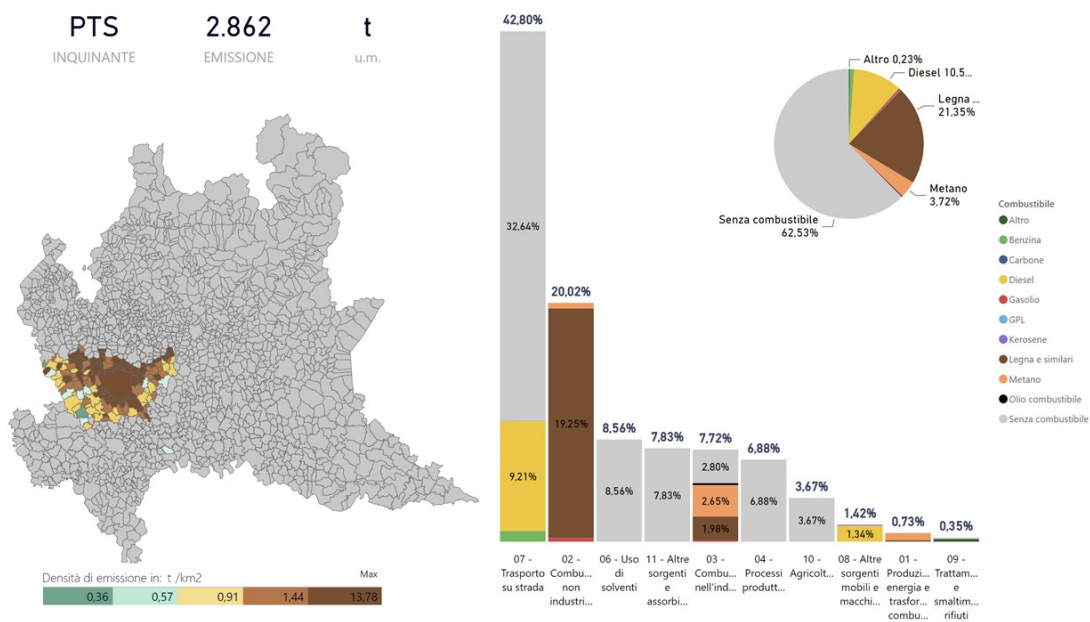 PTS
2.862
t
INQUINANTE
EMISSIONE
u.m.
42,80%
32,64%
9,21%
20,02%
19,25%
8,56%
8,56%
7,83%
7,83%
7,72%
2,80%
2,65%
1,98%
6,88%
6,88%
3,67%
3,67%
1,42%
1,34%
0,73%
0,35%
07 -
Trasporto
su strada
02 -
Combu...
non
industri...
06 - Uso
di
solventi
11 - Altre
sorgenti
e
assorbi...
03 -
Combu...
nell'ind...
04 -
Processi
produtt...
10 -
Agricolt...
08 - Altre
sorgenti
mobili e
macchi...
01 -
Produzi...
energia e
trasfor...
combu...
09 -
Trattam...
e
smaltim...
rifiuti
Altro 0,23%
Diesel 10,5...
Legna ...
21,35%
Metano
3,72%
Senza combustibile
62,53%
Combustibile
Altro
Benzina
Carbone
Diesel
Gasolio
GPL
Kerosene
Legna e similari
Metano
Olio combustibile
Senza combustibile
Densità di emissione in: t /km2
Max
0,36
0,57
0,91
1,44
13,78